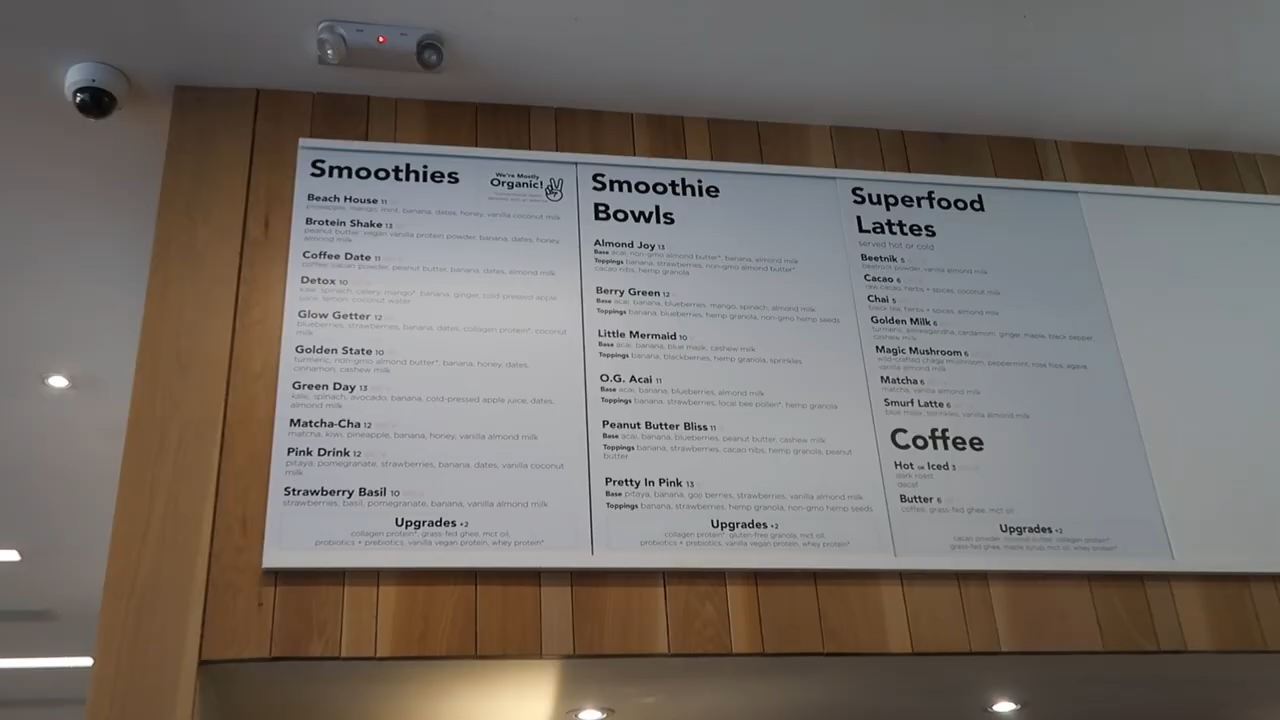 Smoothies
We're Mostly
Organic!
Beach House 11
pineapple, mango, mint, banana, dates, honey, vanilla coconut milk
Brotein Shake 13
peanut butter, vegan vanilla protein powder, banana, dates, honey
almond milk
Coffee Date 11
coffee, cacao powder, peanut butter, banana, dates, almond milk
Detox 10
kale, spinach, celery, mango*, banana, ginger, cold-pressed apple
juice, lemon, coconut water
Glow Getter 12
blueberries, strawberries, banana, dates, collagen protein*, coconut
milk
Golden State 10
turmeric, non-gmo almond butter*, banana, honey, dates,
cinnamon, cashew milk
Green Day 13
kale, spinach, avocado, banana, cold-pressed apple juice, dates,
almond milk
Matcha-Cha 12
matcha, kiwi, pineapple, banana, honey, vanilla almond milk
Pink Drink 12
pitaya, pomegranate, strawberries, banana, dates, vanilla coconut
milk
Strawberry Basil 10
strawberries, basil, pomegranate, banana, vanilla almond milk
Upgrades +2
collagen protein*, grass-fed ghee, mct oil,
probiotics + prebiotics, vanilla vegan protein, whey protein*
Smoothie
Bowls
Almond Joy 13
Base acai, non-gmo almond butter*, banana, almond milk
Toppings banana, strawberries, non-gmo almond butter*
cacao nibs, hemp granola
Berry Green 12
Base acai, banana, blueberries, mango, spinach, almond milk
Toppings banana, blueberries, hemp granola, non-gmo hemp seeds
Little Mermaid 10
Base acai, banana, blue majik, cashew milk
Toppings banana, blackberries, hemp granola, sprinkles
O.G. Acai 11
Base acai, banana, blueberries, almond milk
Toppings banana, strawberries, local bee pollen*, hemp granola
Peanut Butter Bliss 11
Base acai, banana, blueberries, peanut butter, cashew milk
Toppings banana, strawberries, cacao nibs, hemp granola, peanut
butter
Pretty In Pink 13
Base pitaya, banana, goji berries, strawberries, vanilla almond milk
Toppings banana, strawberries, hemp granola, non-gmo hemp seeds
Upgrades +2
collagen protein*, gluten-free granola, mct oil,
probiotics + prebiotics, vanilla vegan protein, whey protein*
Superfood
Lattes
served hot or cold
Beetnik 5
beetroot powder, vanilla almond milk
Cacao 6
raw cacao, herbs + spices, coconut milk
Chai 5
black tea, herbs + spices, almond milk
Golden Milk 6
turmeric, ashwagandha, cardamom, ginger, maple, black pepper,
cashew milk
Magic Mushroom 6
wild-crafted chaga mushroom, peppermint, rose hips, agave,
vanilla almond milk
Matcha 6
matcha, vanilla almond milk
Smurf Latte 6
blue majik, sprinkles, vanilla almond milk
Coffee
Hot or Iced 3
dark roast
decaf
Butter 6
coffee, grass-fed ghee, mct oil
Upgrades +2
cacao powder, coconut butter, collagen protein*,
grass-fed ghee, maple syrup, mct oil, whey protein*